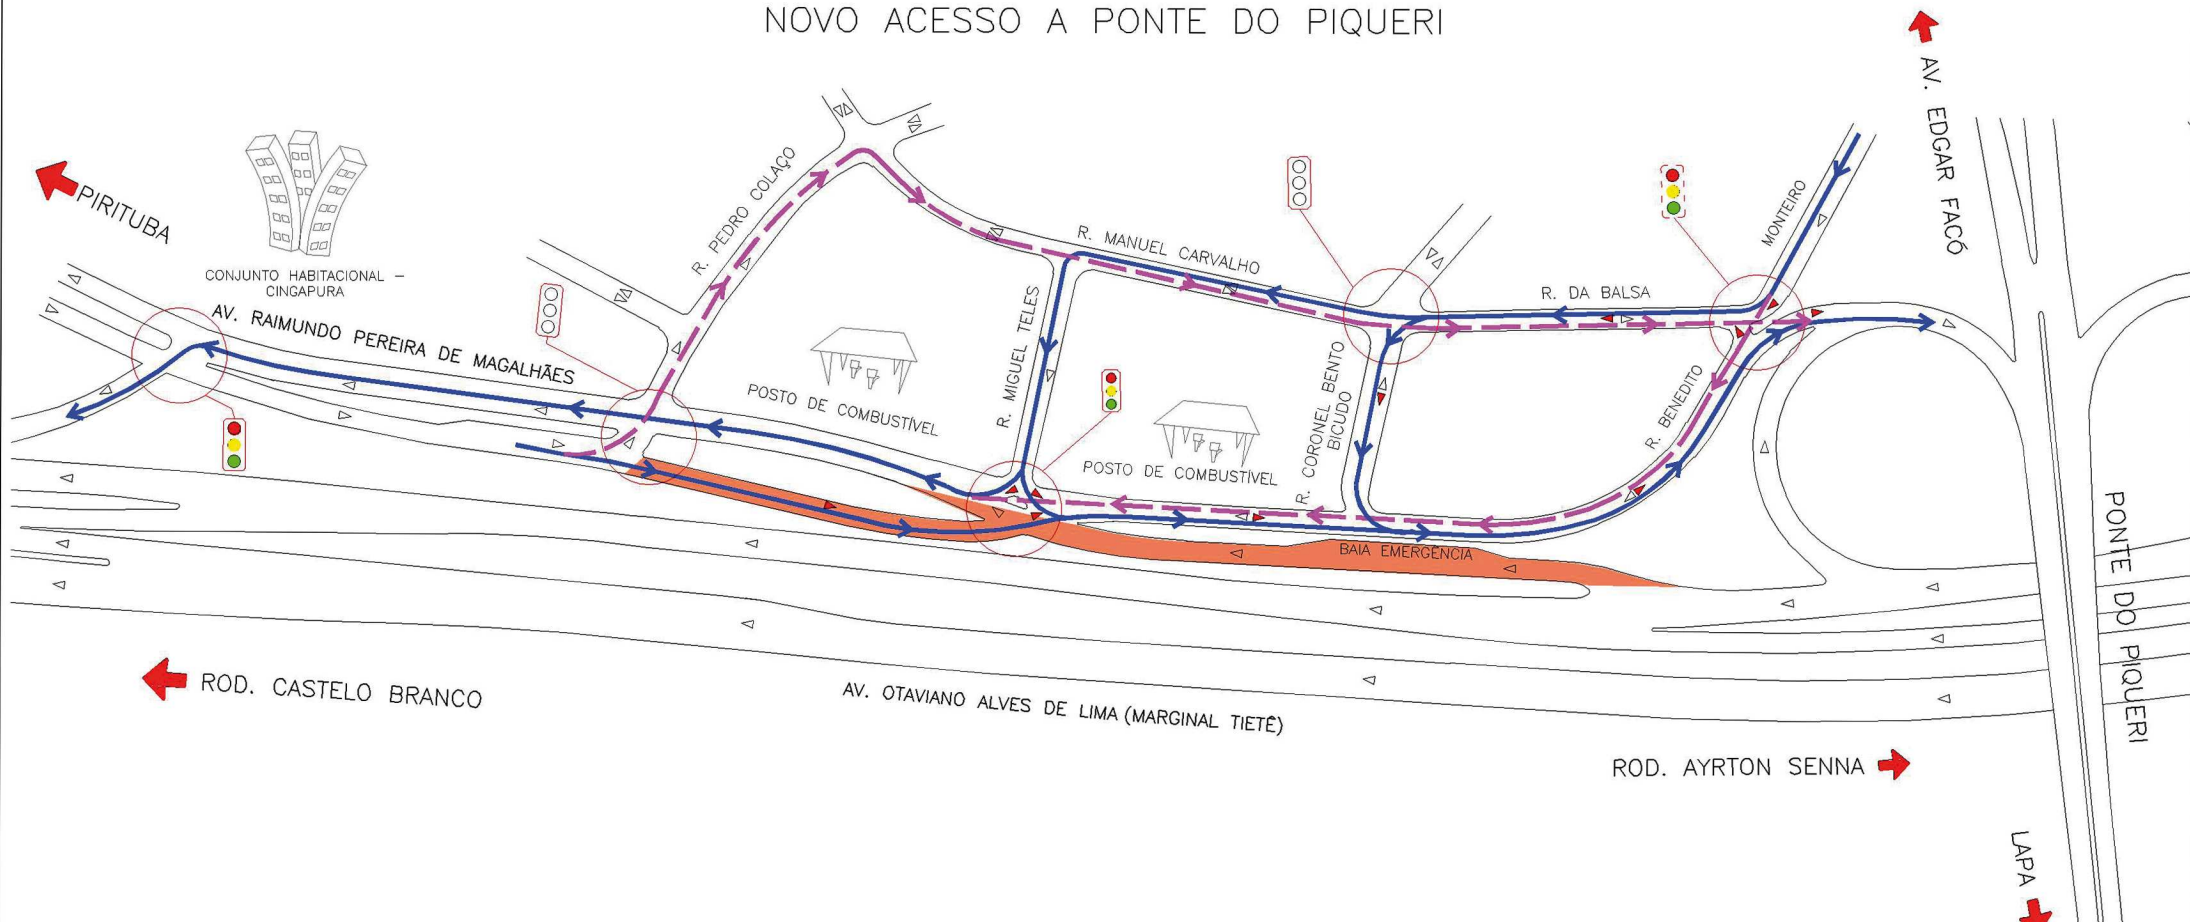 NOVO ACESSO A PONTE DO PIQUERI
AV. EDGAR FACÓ
PIRITUBA
CONJUNTO HABITACIONAL –
CINGAPURA
R. PEDRO COLAÇO
R. MANUEL CARVALHO
R. DA BALSA
MONTEIRO
AV. RAIMUNDO PEREIRA DE MAGALHÃES
POSTO DE COMBUSTÍVEL
R. MIGUEL TELES
POSTO DE COMBUSTÍVEL
R. CORONEL BENTO
BICUDO
R. BENEDITO
BAIA EMERGÊNCIA
PONTE DO PIQUERI
ROD. CASTELO BRANCO
AV. OTAVIANO ALVES DE LIMA (MARGINAL TIETÊ)
ROD. AYRTON SENNA
LAPA